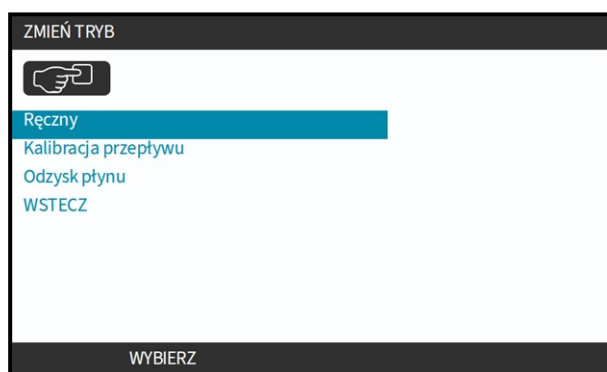 ZMIEŃ TRYB
Ręczny
Kalibracja przepływu
Odzysk płynu
WSTECZ
WYBIERZ